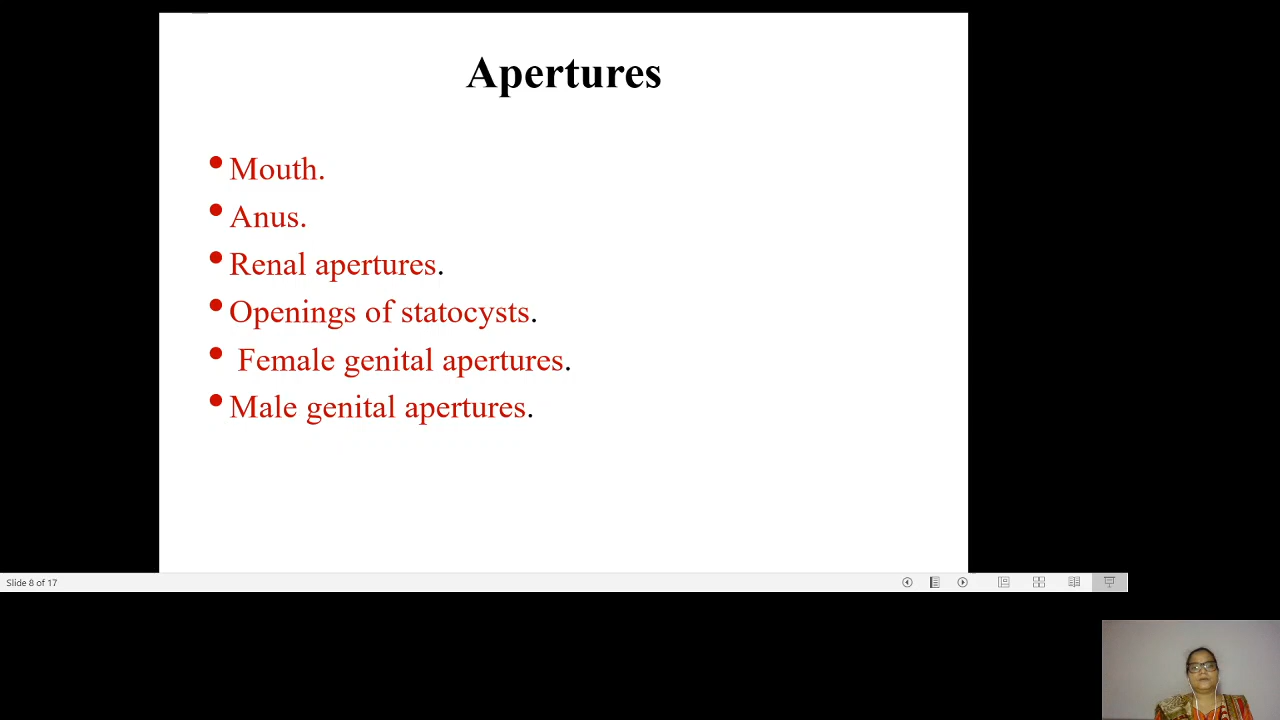 Apertures
• Mouth.
• Anus.
• Renal apertures.
• Openings of statocysts.
• Female genital apertures.
• Male genital apertures.
Slide 8 of 17